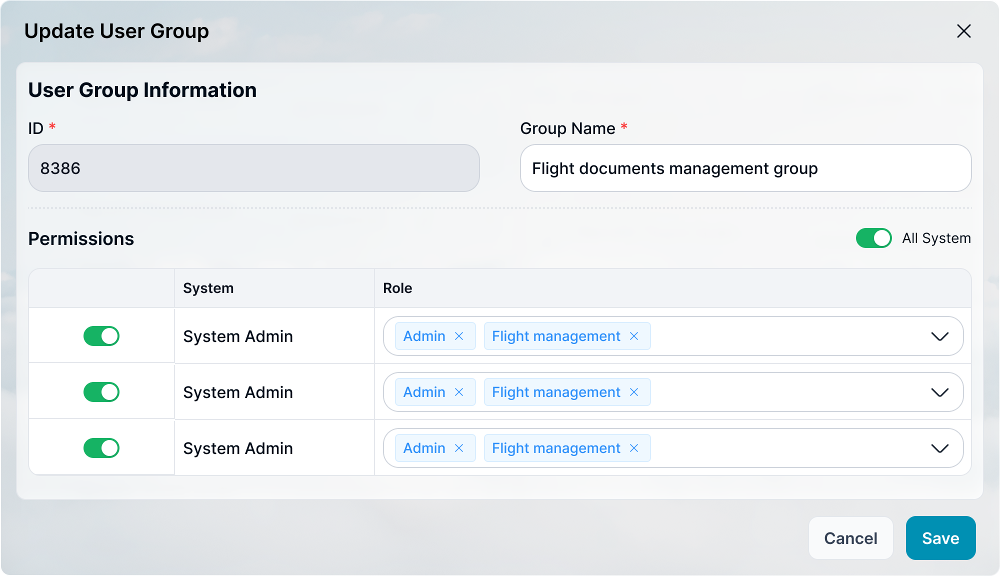 Update User Group
User Group Information
ID *
Group Name *
8386
Flight documents management group
Permissions
All System
System
Role
System Admin
Admin
Flight management
System Admin
Admin
Flight management
System Admin
Admin
Flight management
Cancel
Save